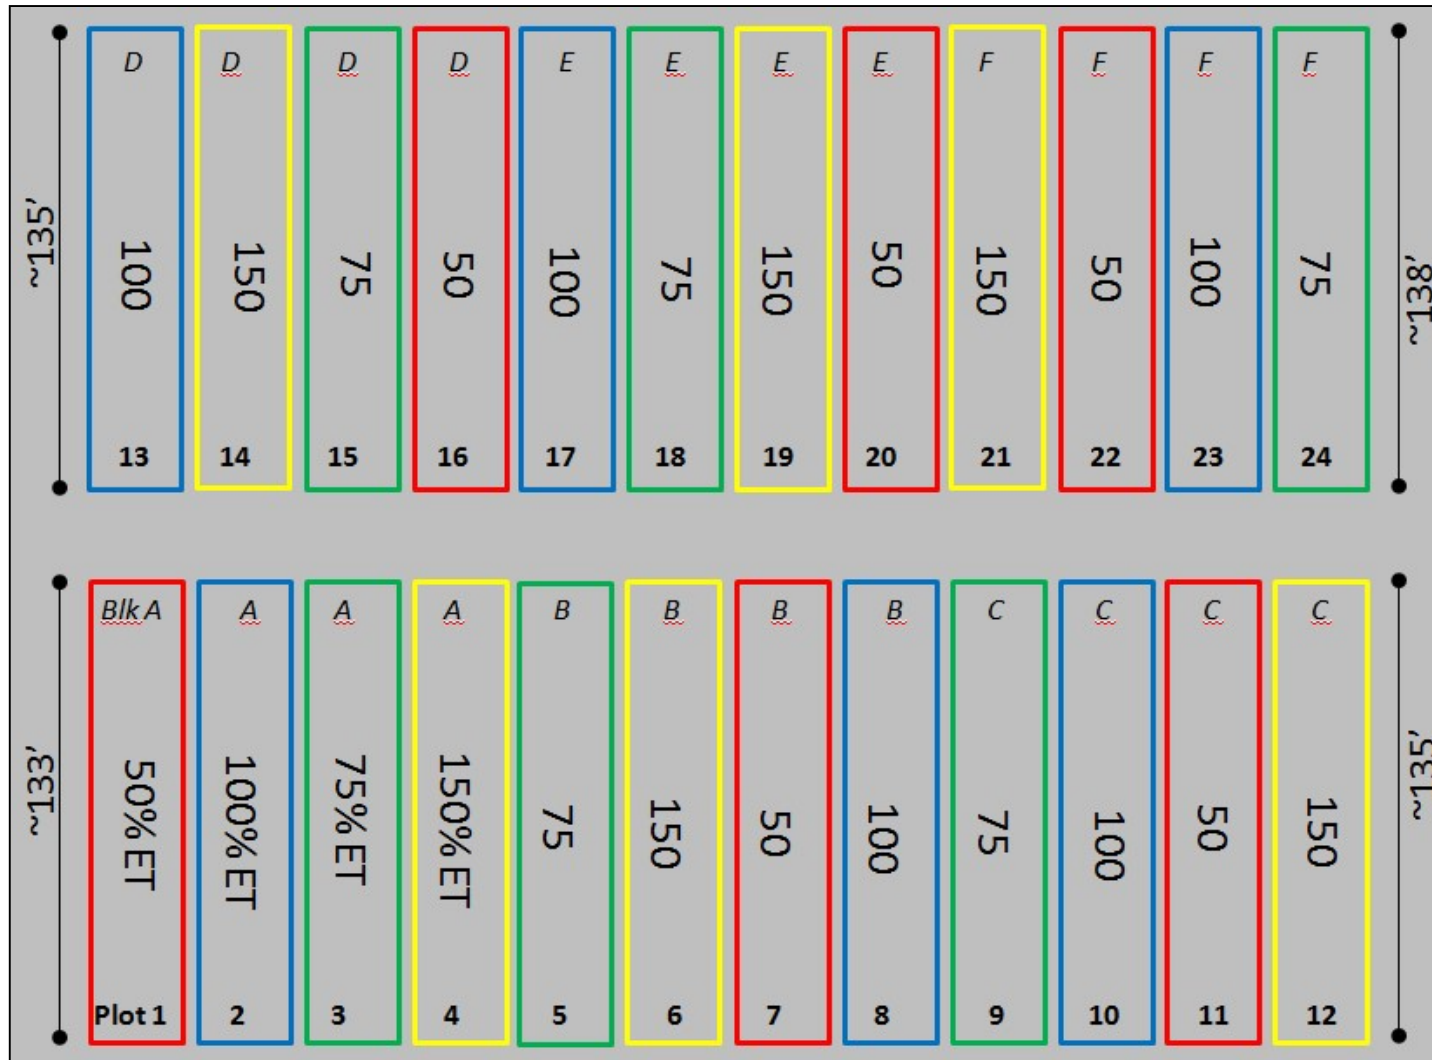 D D D D E E E E F F F F
~135’ 100 150 75 50 100 75 150 50 150 50 100 75 ~138’
13 14 15 16 17 18 19 20 21 22 23 24
Blk A A A A B B B B C C C C
~133’ 50% ET 100% ET 75% ET 150% ET 75 150 50 100 75 100 50 150 ~135’
Plot 1 2 3 4 5 6 7 8 9 10 11 12